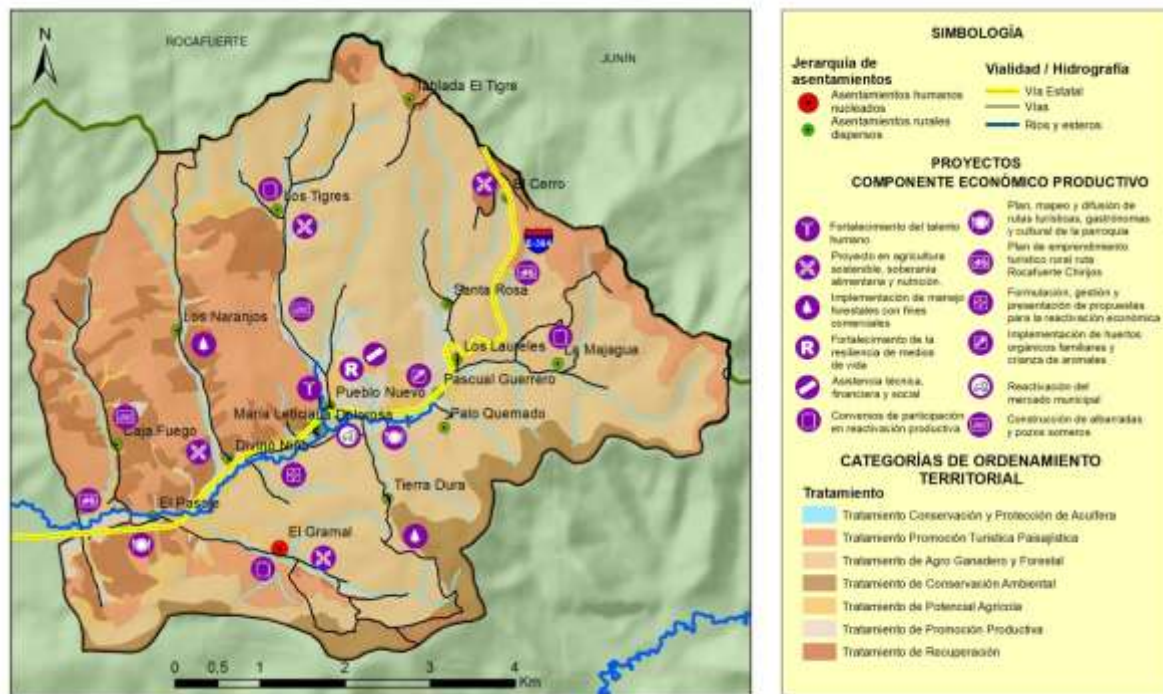 N
ROCAFUERTE
JUNÍN
Tablada El Tigre
El Cerro
Los Tigres
E-384
Santa Rosa
Los Naranjos
Los Laureles
La Majagua
R
Pascual Guerrero
T
Pueblo Nuevo
Maria Leticia
La Dolorosa
Palo Quemado
Caja Fuego
Divino Niño
Tierra Dura
El Pasaje
El Gramal
0 0,5 1 2 3 4
Km
SIMBOLOGÍA
Jerarquía de asentamientos
Asentamientos humanos nucleados
Asentamientos rurales dispersos
Vialidad / Hidrografía
Vía Estatal
Vías
Ríos y esteros
PROYECTOS
COMPONENTE ECONÓMICO PRODUCTIVO
T
Fortalecimiento del talento humano
Proyecto en agricultura sostenible, soberanía alimentaria y nutrición.
Implementación de manejo forestales con fines comerciales
R
Fortalecimiento de la resiliencia de medios de vida
Asistencia técnica, financiera y social
Convenios de participación en reactivación productiva
Plan, mapeo y difusión de rutas turísticas, gastrónomas y cultural de la parroquia
Plan de emprendimiento turístico rural ruta Rocafuerte Chirijos
Formulación, gestión y presentación de propuestas para la reactivación económica
Implementación de huertos orgánicos familiares y crianza de animales
Reactivación del mercado municipal
Construcción de albarradas y pozos someros
CATEGORÍAS DE ORDENAMIENTO TERRITORIAL
Tratamiento
Tratamiento Conservación y Protección de Acuífera
Tratamiento Promoción Turística Paisajística
Tratamiento de Agro Ganadero y Forestal
Tratamiento de Conservación Ambiental
Tratamiento de Potencial Agrícola
Tratamiento de Promoción Productiva
Tratamiento de Recuperación